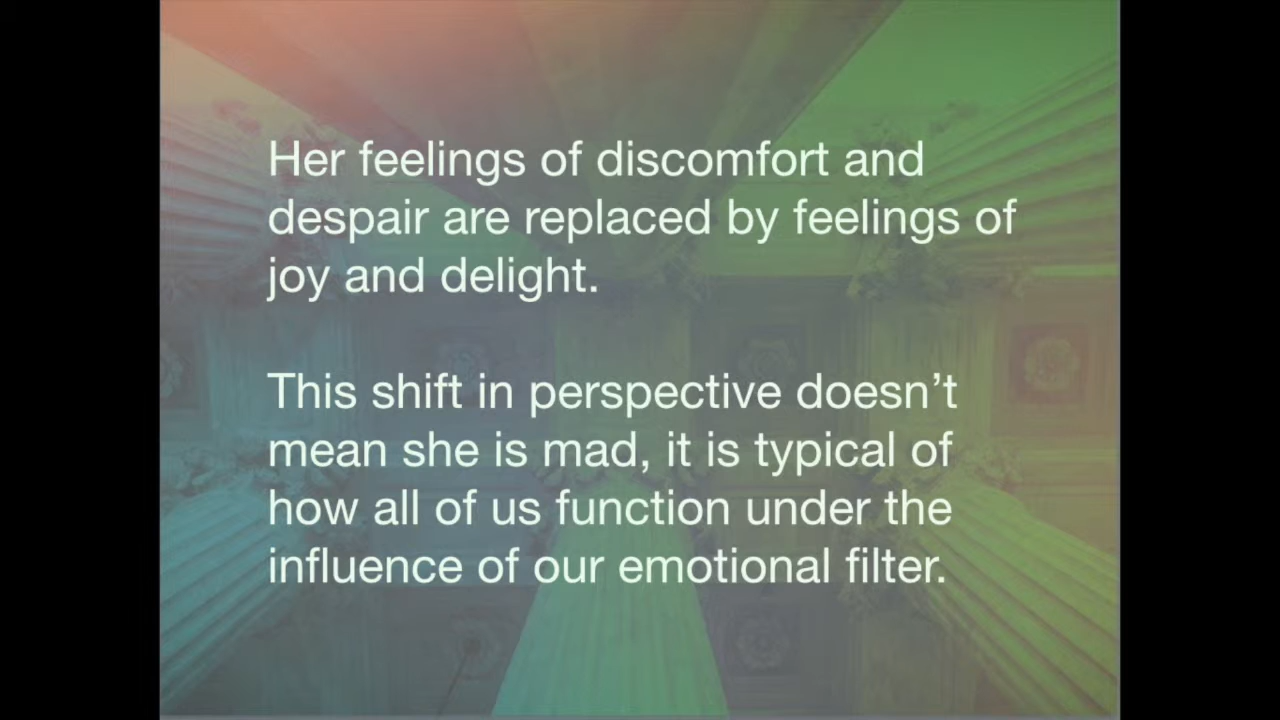 Her feelings of discomfort and
despair are replaced by feelings of
joy and delight.
This shift in perspective doesn’t
mean she is mad, it is typical of
how all of us function under the
influence of our emotional filter.